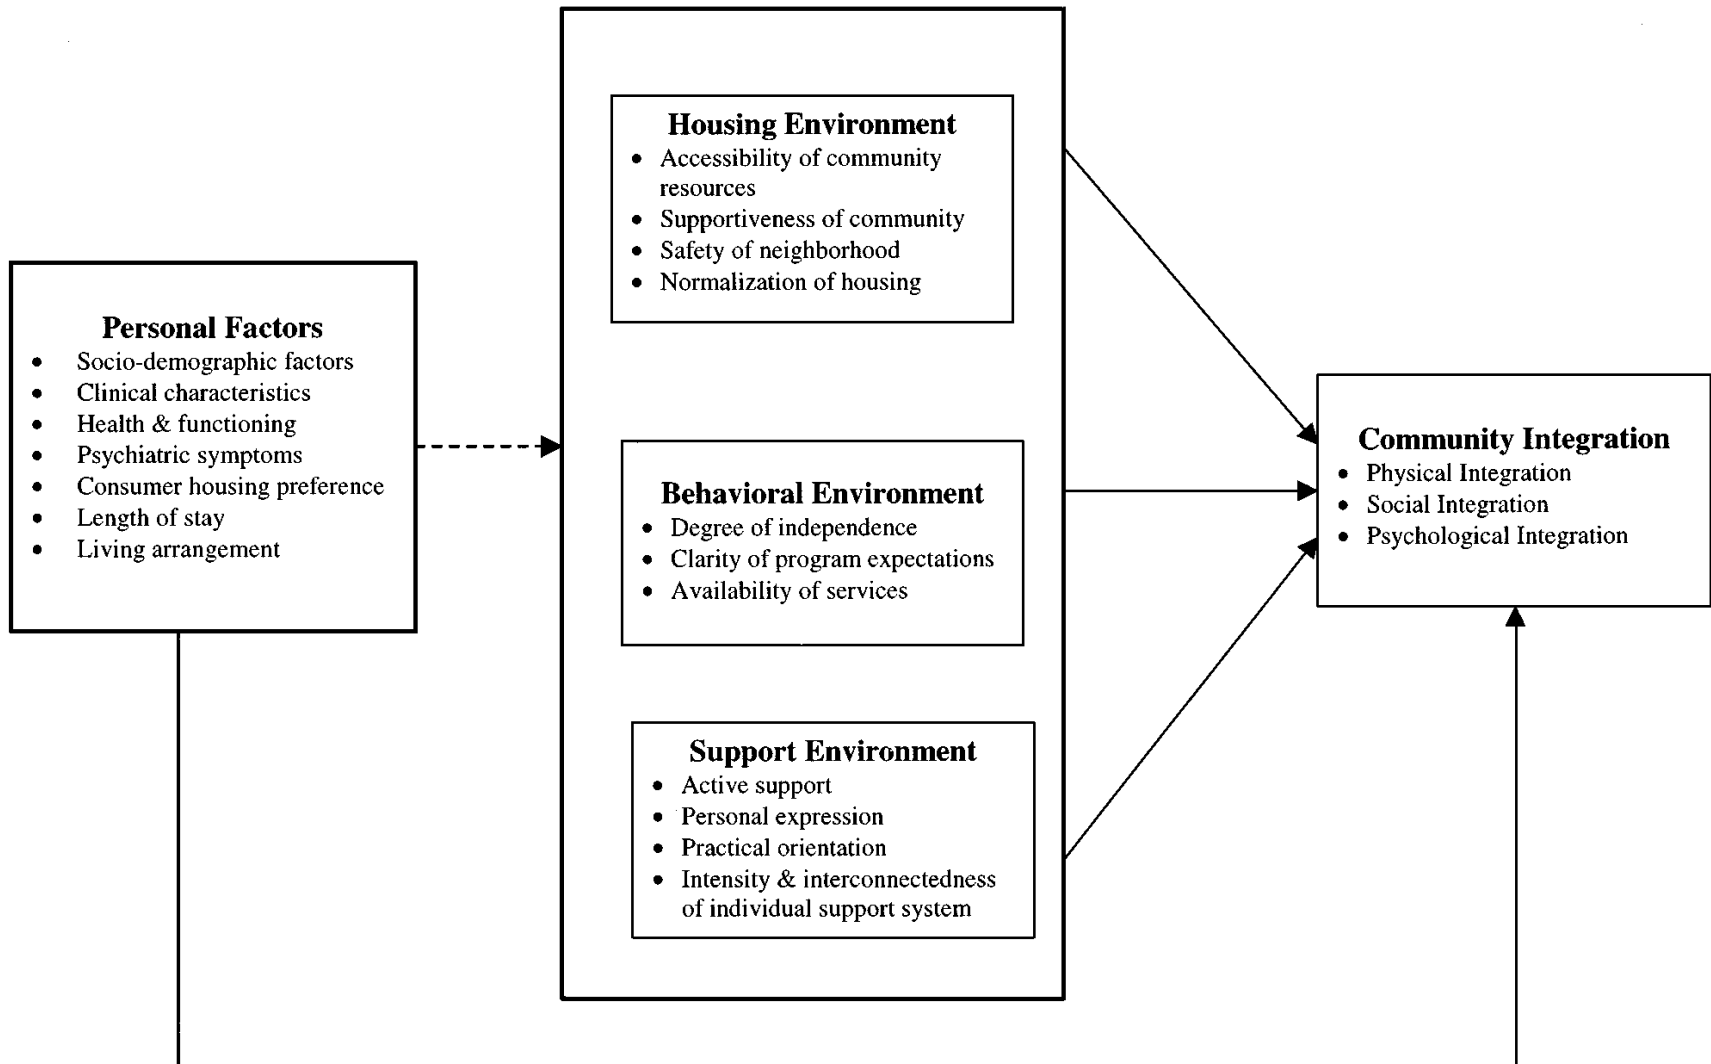 Personal Factors
• Socio-demographic factors
• Clinical characteristics
• Health & functioning
• Psychiatric symptoms
• Consumer housing preference
• Length of stay
• Living arrangement
Housing Environment
• Accessibility of community
resources
• Supportiveness of community
• Safety of neighborhood
• Normalization of housing
Behavioral Environment
• Degree of independence
• Clarity of program expectations
• Availability of services
Support Environment
• Active support
• Personal expression
• Practical orientation
• Intensity & interconnectedness
of individual support system
Community Integration
• Physical Integration
• Social Integration
• Psychological Integration